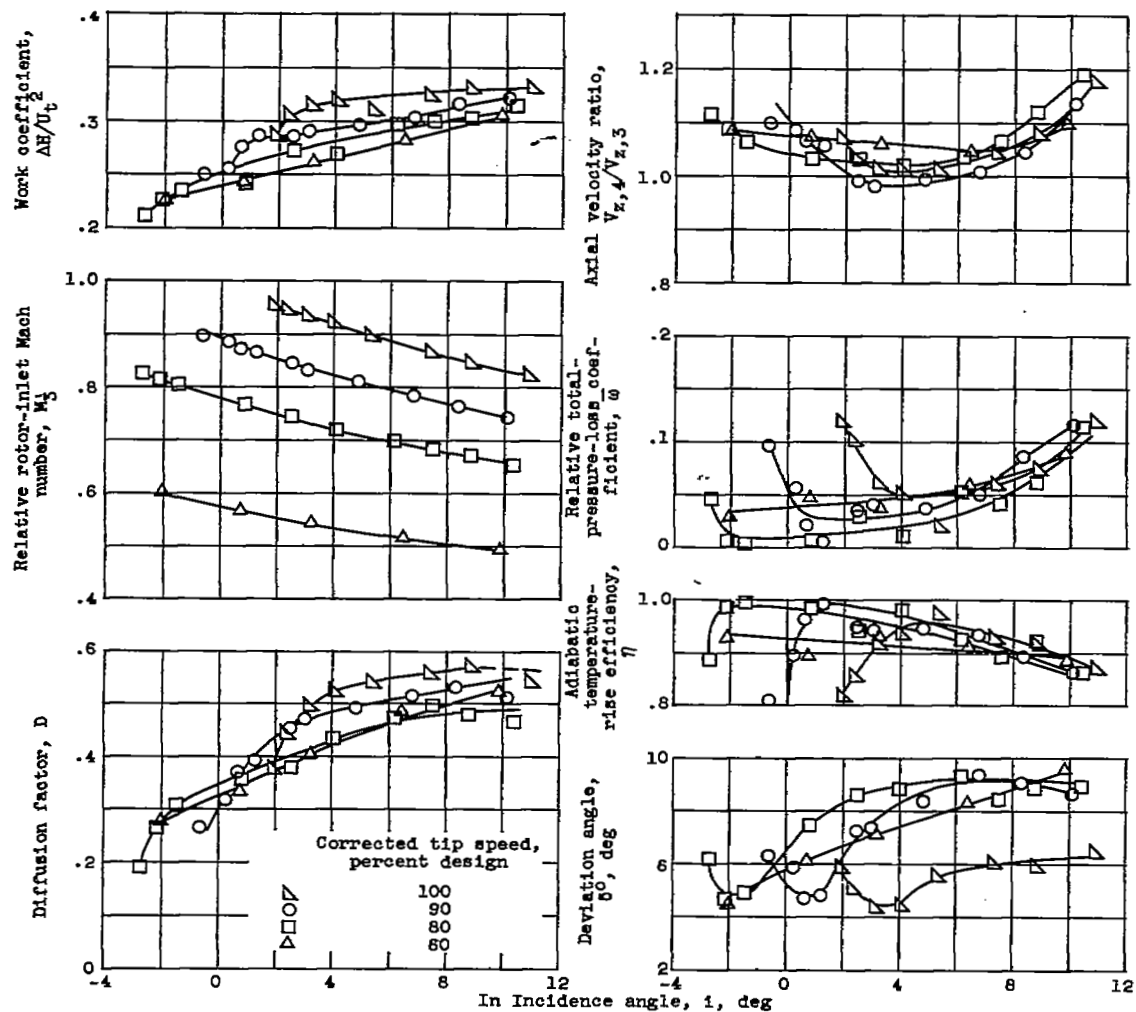 Work coefficient,
ΔH/U_t^2
.4
.3
.2
Axial velocity ratio,
V_z,4/V_z,3
1.2
1.0
.8
Relative rotor-inlet Mach
number, M'_3
1.0
.8
.6
.4
Relative total-
pressure-loss coef-
ficient, ω̄
.2
.1
0
Adiabatic
temperature-
rise efficiency,
η
1.0
.9
.8
Diffusion factor, D
.6
.4
.2
0
Corrected tip speed,
percent design
100
90
80
60
Deviation angle,
δ°, deg
10
6
2
-4 0 4 8 12
-4 0 4 8 12
In Incidence angle, i, deg